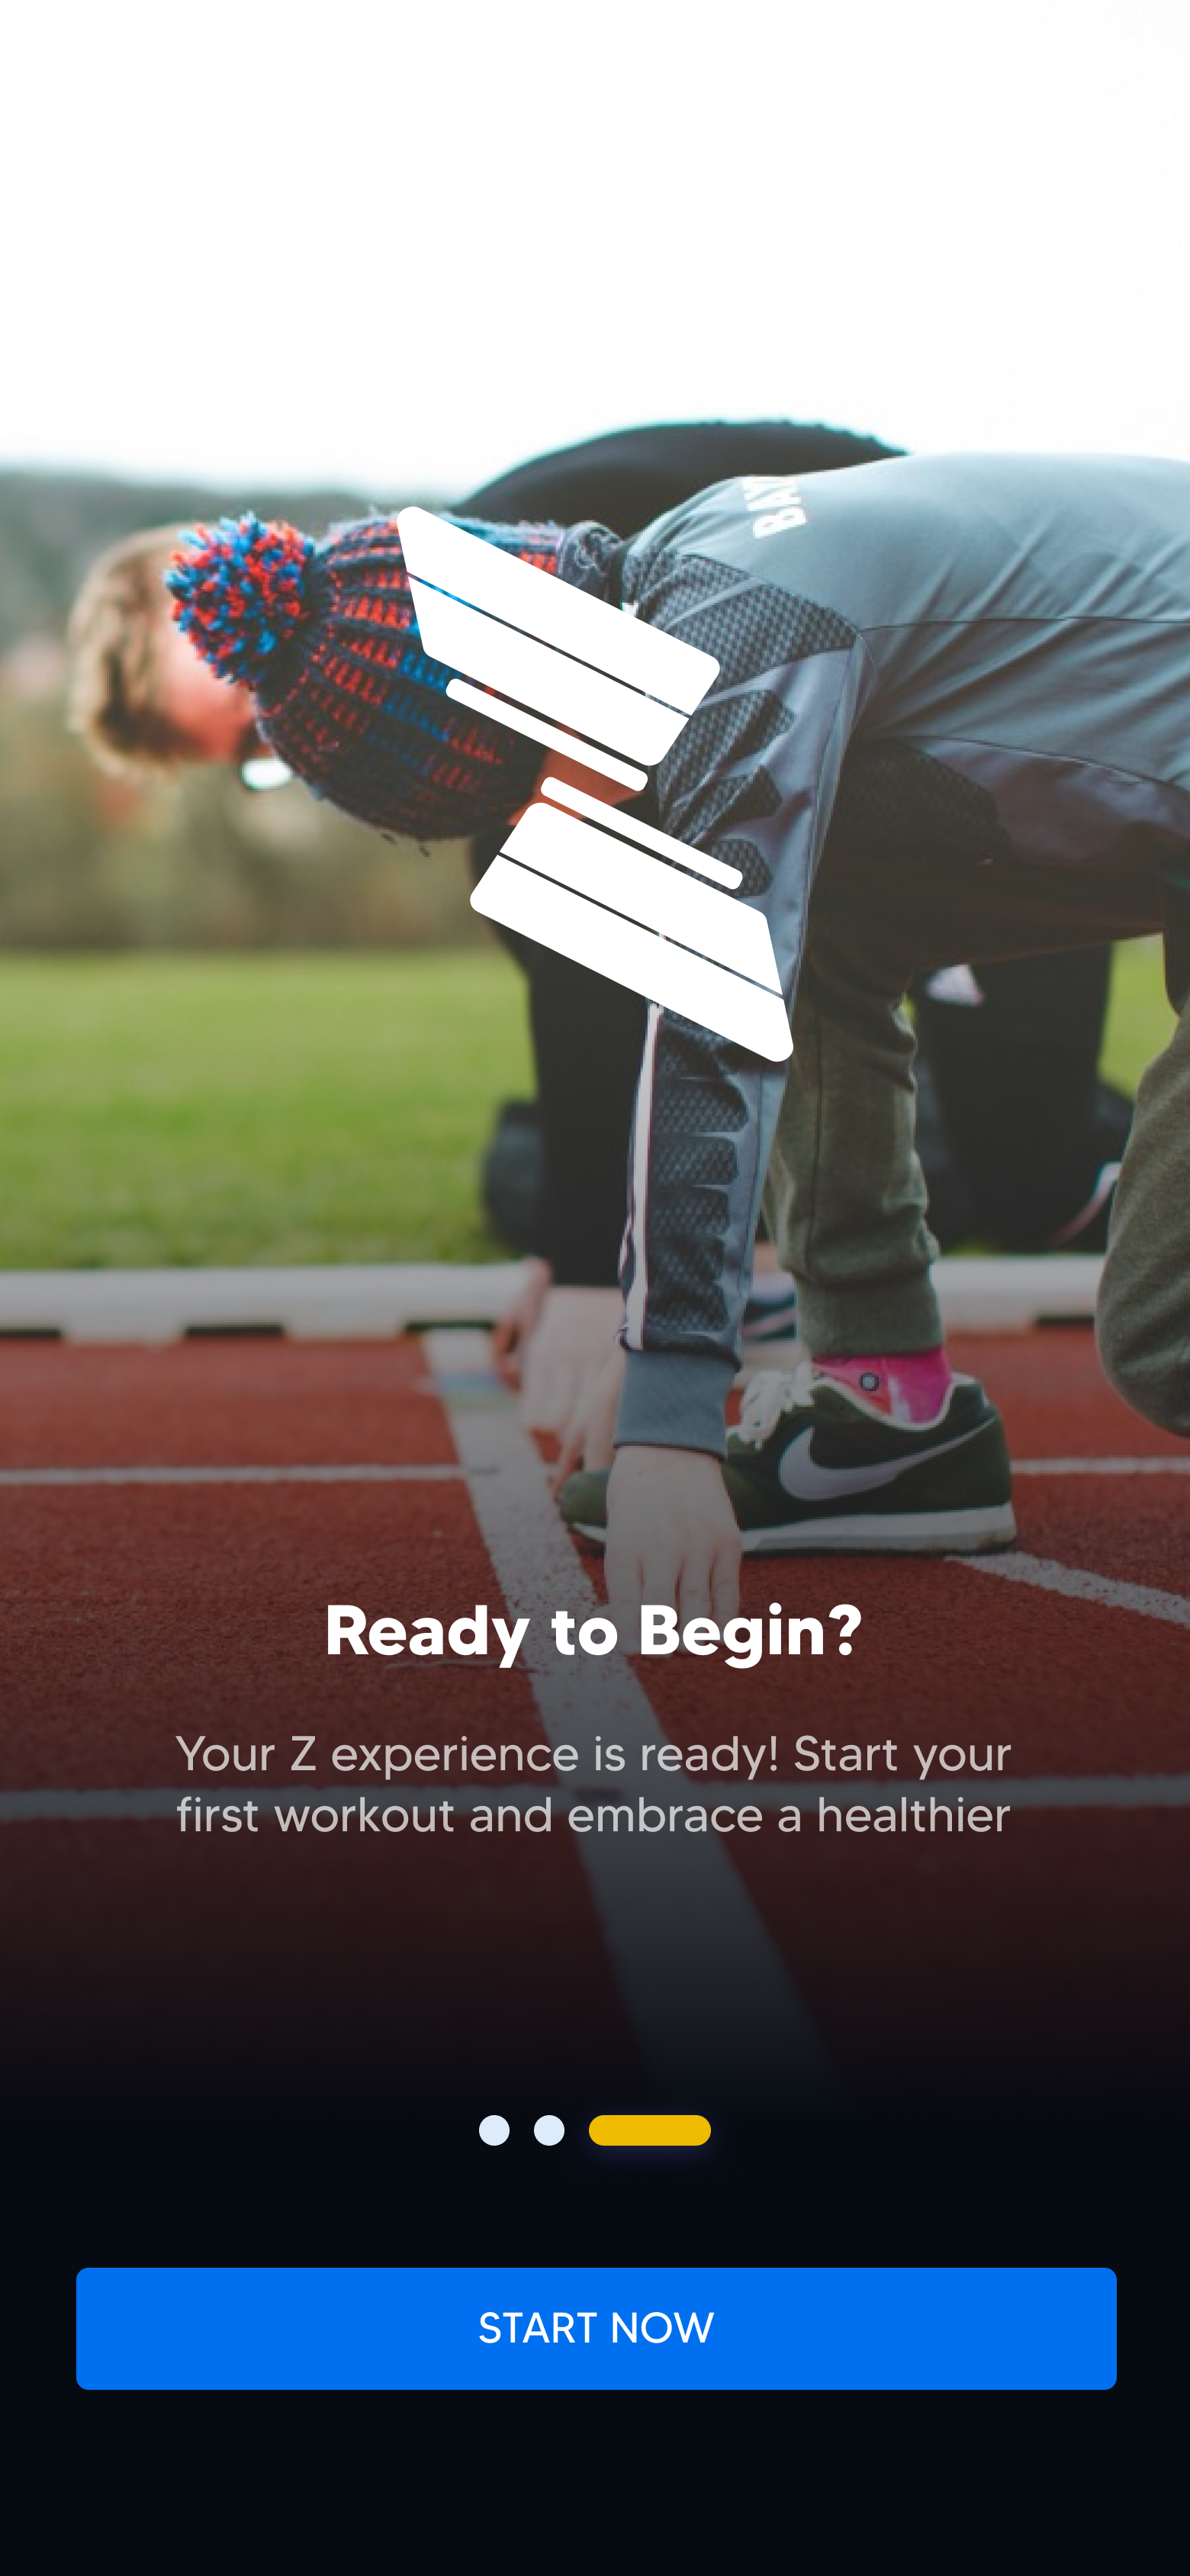 Ready to Begin?
Your Z experience is ready! Start your
first workout and embrace a healthier
START NOW